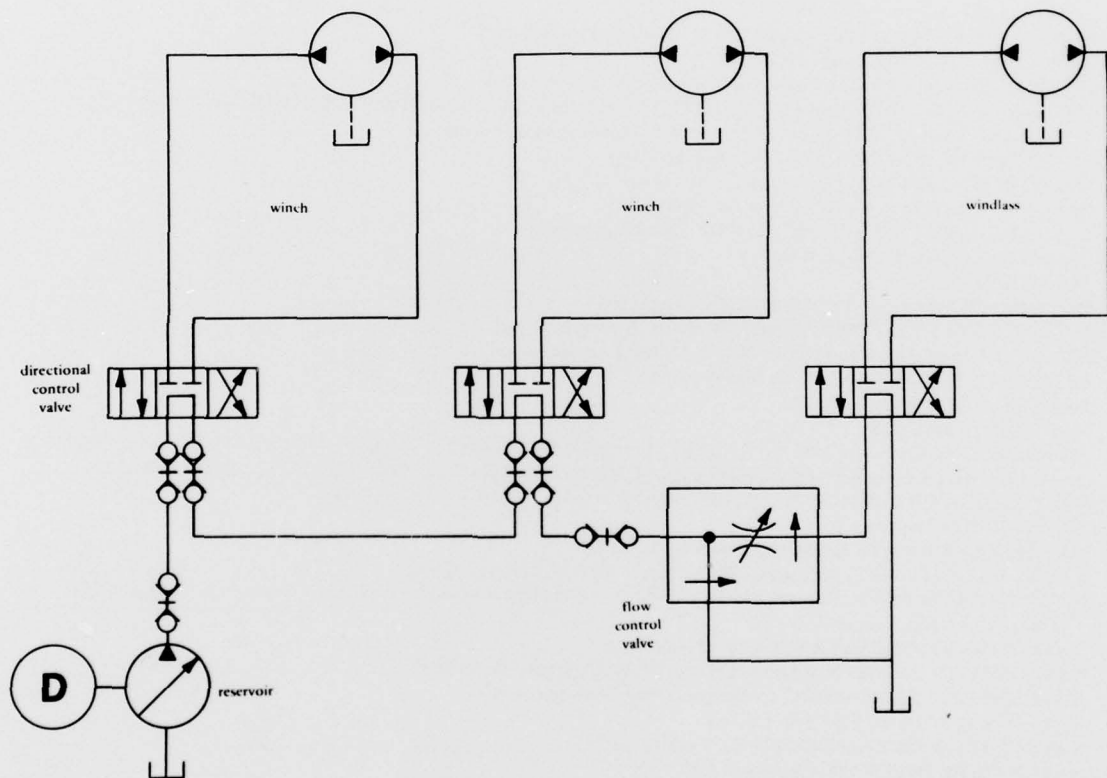 winch
winch
windlass
directional
control
valve
flow
control
valve
D
reservoir